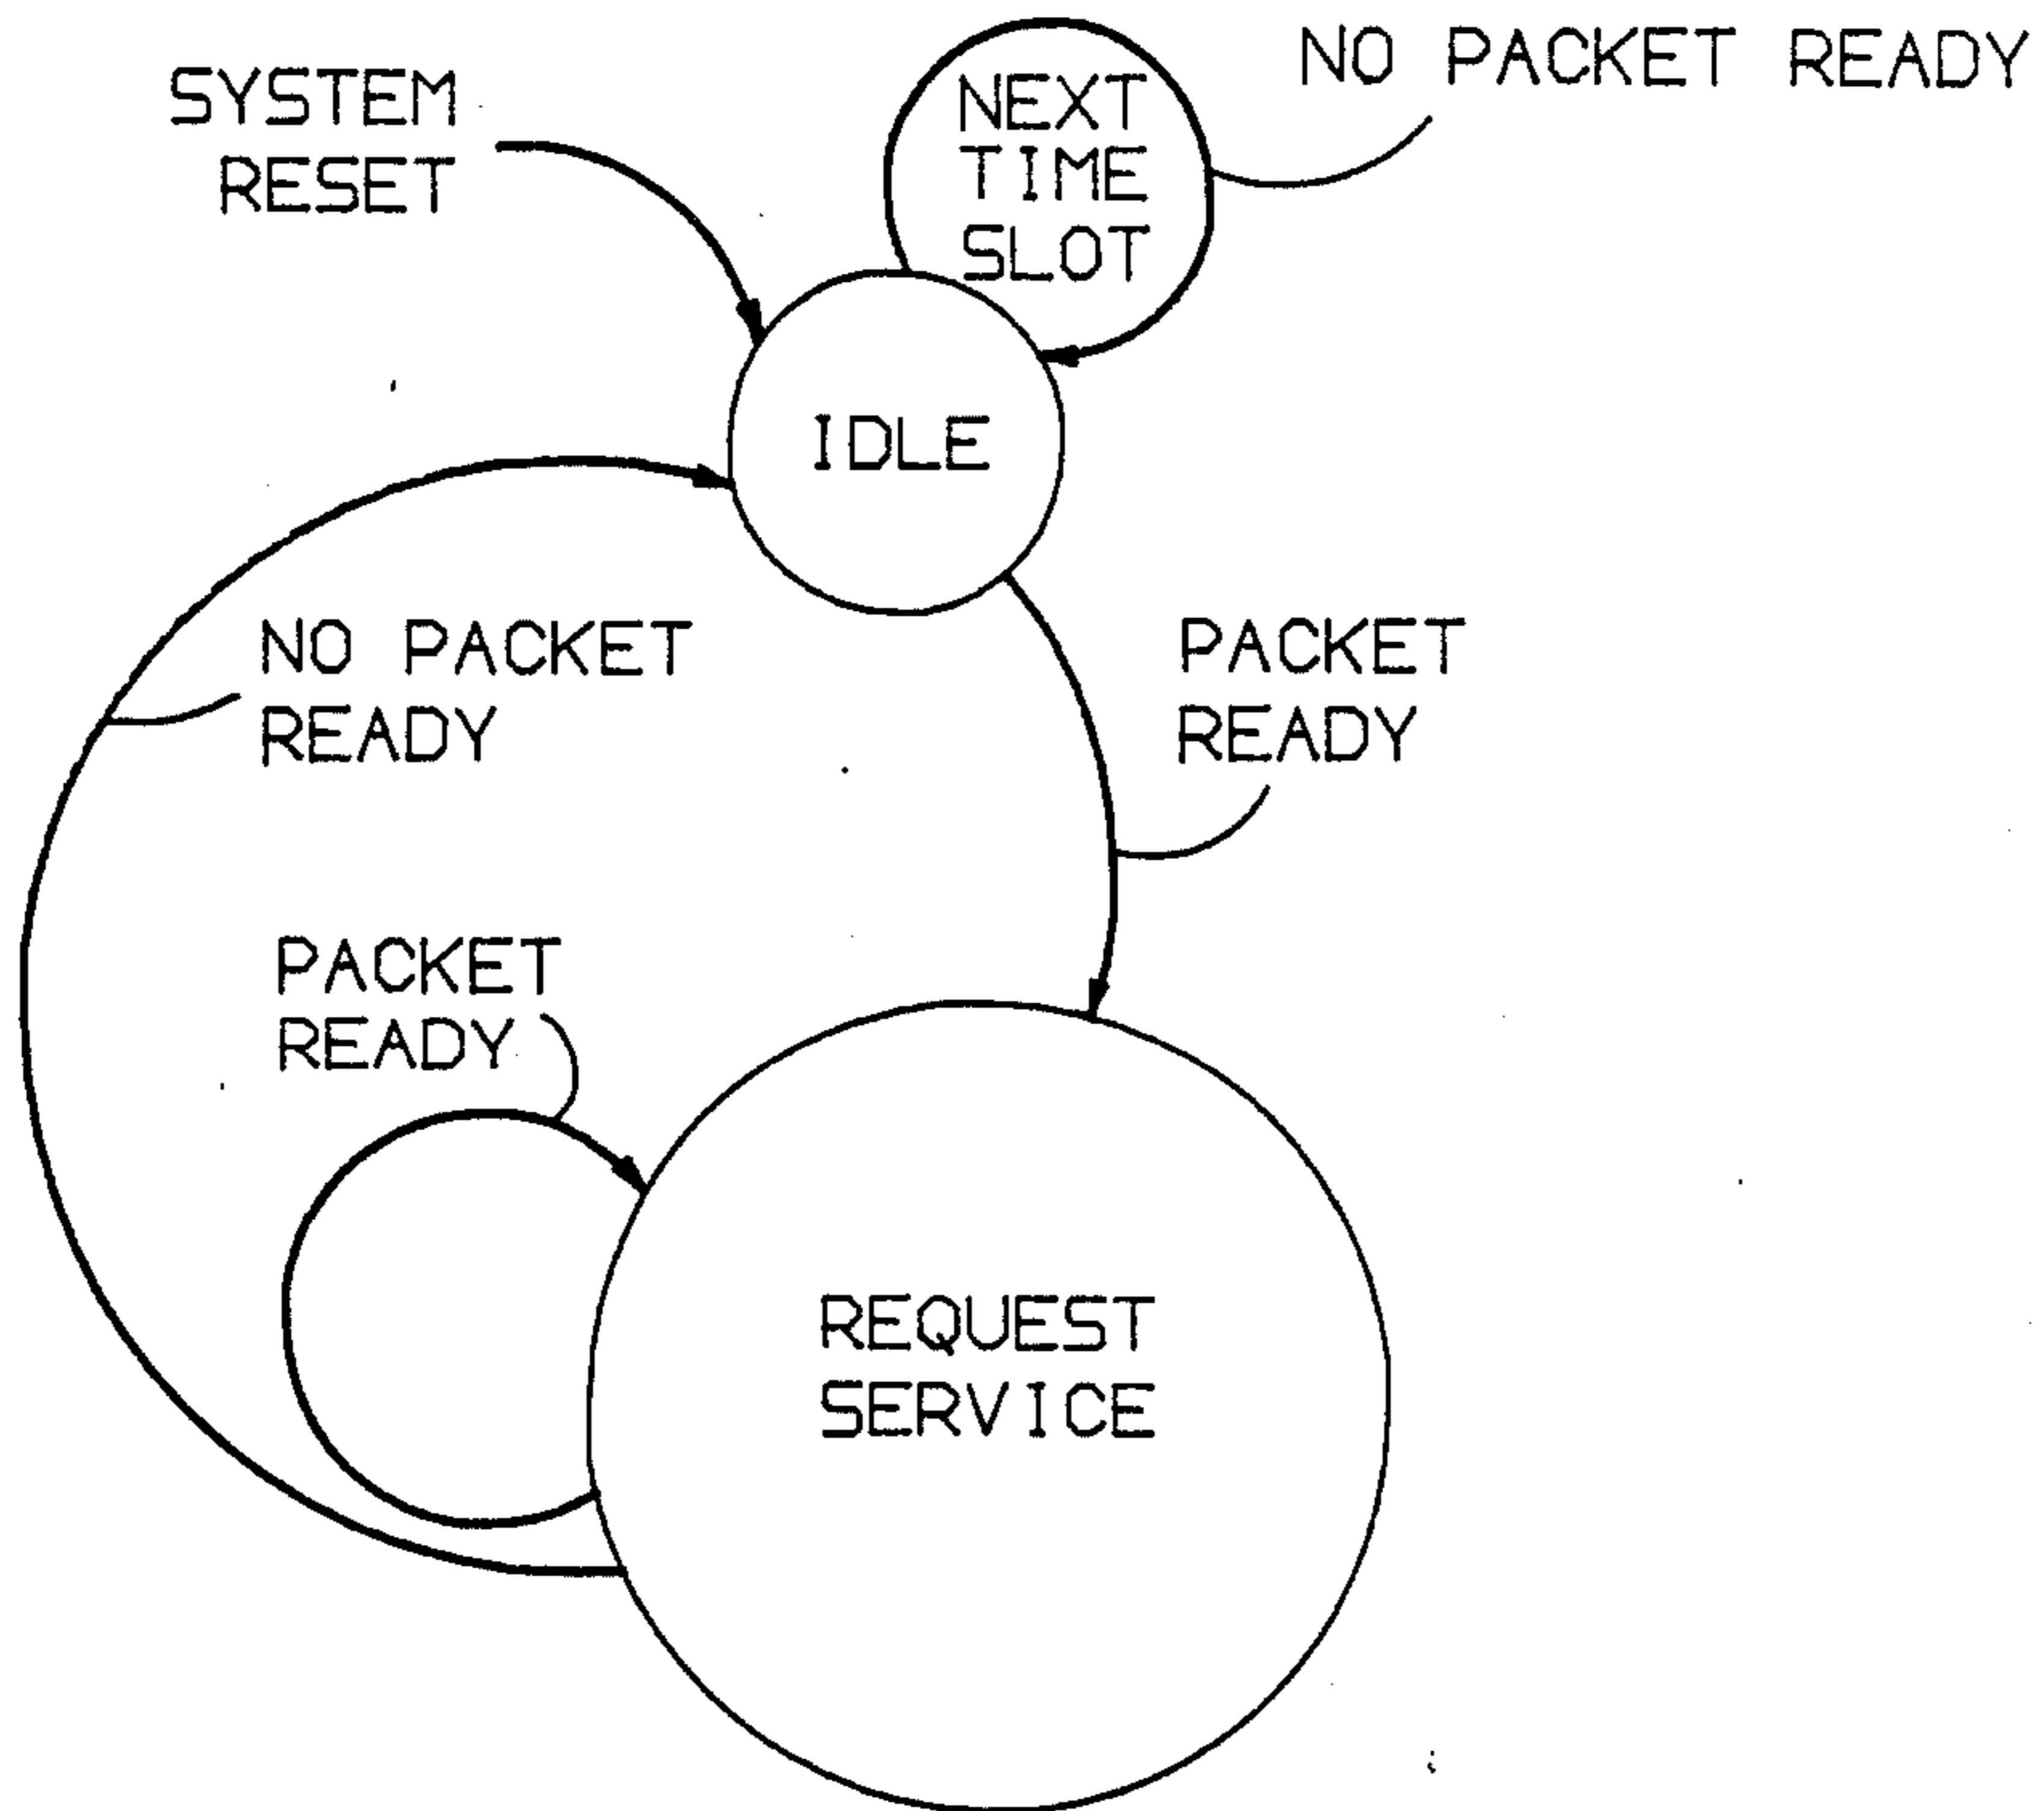 SYSTEM
RESET
NEXT
TIME
SLOT
NO PACKET READY
IDLE
NO PACKET
READY
PACKET
READY
PACKET
READY
REQUEST
SERVICE